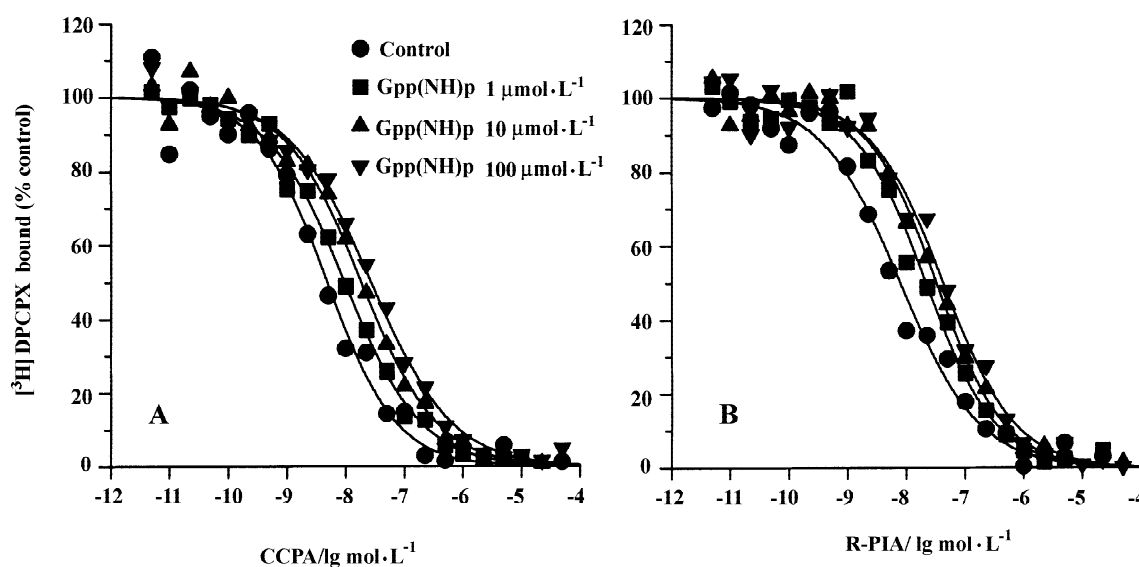 [³H] DPCPX bound (% control)
120
100
80
60
40
20
0
-12 -11 -10 -9 -8 -7 -6 -5 -4
CCPA/lg mol·L⁻¹
A
Control
Gpp(NH)p 1 μmol·L⁻¹
Gpp(NH)p 10 μmol·L⁻¹
Gpp(NH)p 100 μmol·L⁻¹
120
100
80
60
40
20
0
-12 -11 -10 -9 -8 -7 -6 -5 -4
R-PIA/ lg mol·L⁻¹
B